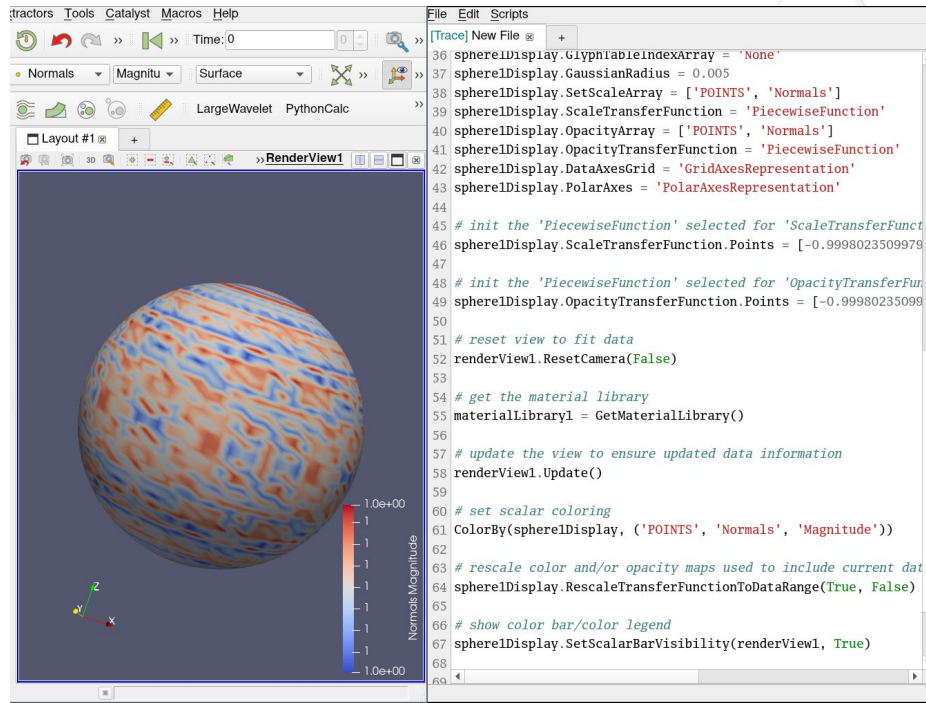 tractors Tools Catalyst Macros Help
Time: 0
0
Normals
Magnitu
Surface
LargeWavelet PythonCalc
Layout #1
+
3D
RenderView1
Z
Y
X
1.0e+00
1
1
1
1
1
1
1
1.0e+00
Normals Magnitude
File Edit Scripts
[Trace] New File
+
36 sphere1Display.GlyphTableIndexArray = 'None'
37 sphere1Display.GaussianRadius = 0.005
38 sphere1Display.SetScaleArray = ['POINTS', 'Normals']
39 sphere1Display.ScaleTransferFunction = 'PiecewiseFunction'
40 sphere1Display.OpacityArray = ['POINTS', 'Normals']
41 sphere1Display.OpacityTransferFunction = 'PiecewiseFunction'
42 sphere1Display.DataAxesGrid = 'GridAxesRepresentation'
43 sphere1Display.PolarAxes = 'PolarAxesRepresentation'
44
45 # init the 'PiecewiseFunction' selected for 'ScaleTransferFunct
46 sphere1Display.ScaleTransferFunction.Points = [-0.9998023509979
47
48 # init the 'PiecewiseFunction' selected for 'OpacityTransferFun
49 sphere1Display.OpacityTransferFunction.Points = [-0.99980235099
50
51 # reset view to fit data
52 renderView1.ResetCamera(False)
53
54 # get the material library
55 materialLibrary1 = GetMaterialLibrary()
56
57 # update the view to ensure updated data information
58 renderView1.Update()
59
60 # set scalar coloring
61 ColorBy(sphere1Display, ('POINTS', 'Normals', 'Magnitude'))
62
63 # rescale color and/or opacity maps used to include current dat
64 sphere1Display.RescaleTransferFunctionToDataRange(True, False)
65
66 # show color bar/color legend
67 sphere1Display.SetScalarBarVisibility(renderView1, True)
68
69